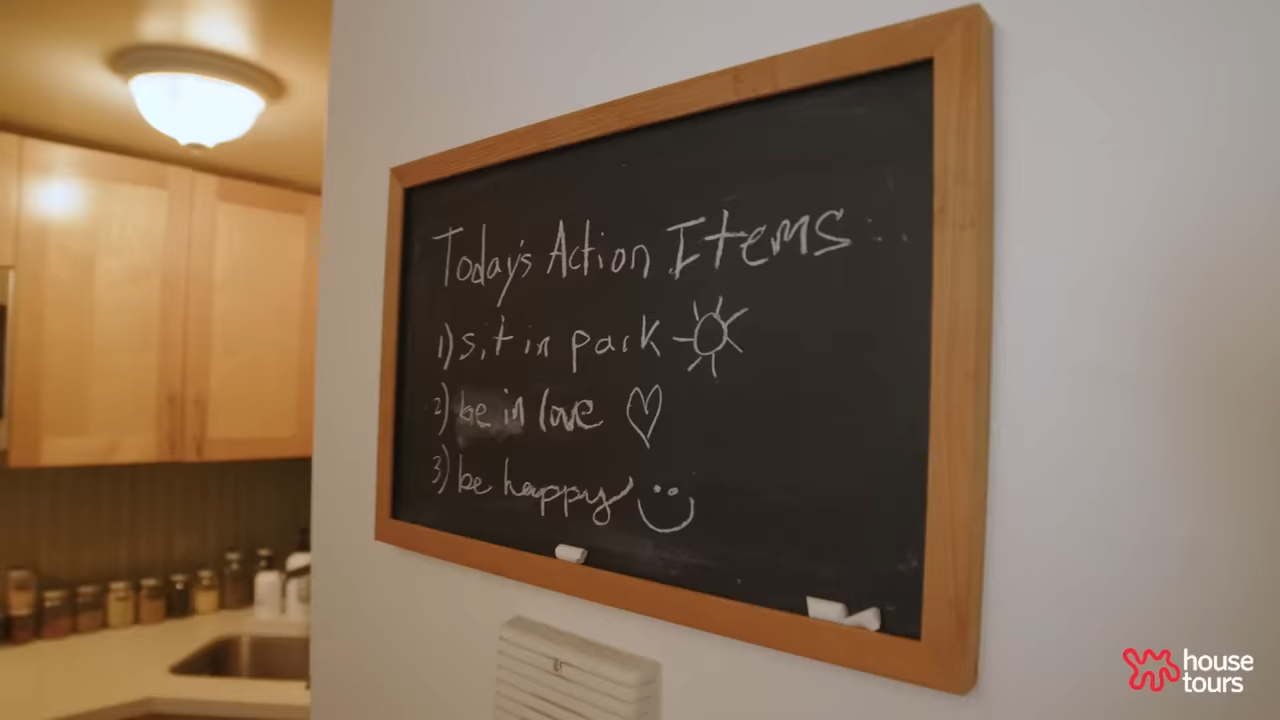 Today's Action Items
1) sit in park
2) be in love
3) be happy
house
tours